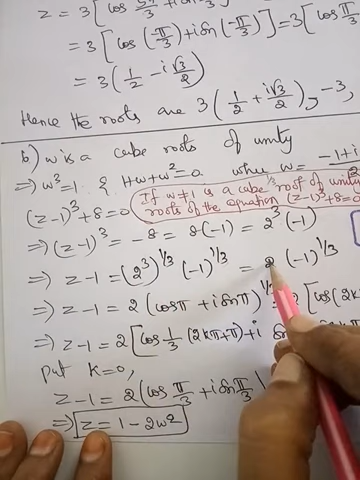 z = 3[cos 5π/3 + i sin
= 3[cos(-π/3) + i sin(-π/3)] = 3[cos π/3
= 3(1/2 - i√3/2)
Hence the roots are 3(1/2 + i√3/2), -3,
b) w is a cube roots of unity
⇒ w³ = 1 & 1+w+w² = 0 where w = -1+i
If w≠1 is a cube root of unity
(z-1)³+8=0 roots of the equation (z-1)³+8=0
⇒ (z-1)³ = -8 = 8(-1) = 2³(-1)
⇒ z-1 = (2³)^1/3 (-1)^1/3 = 2 (-1)^1/3
⇒ z-1 = 2(cosπ + i sinπ)^1/3 = 2[cos(2k
⇒ z-1 = 2[cos 1/3 (2kπ+π) + i sin
put k=0,
z-1 = 2(cos π/3 + i sin π/3)
⇒ z = 1-2w²